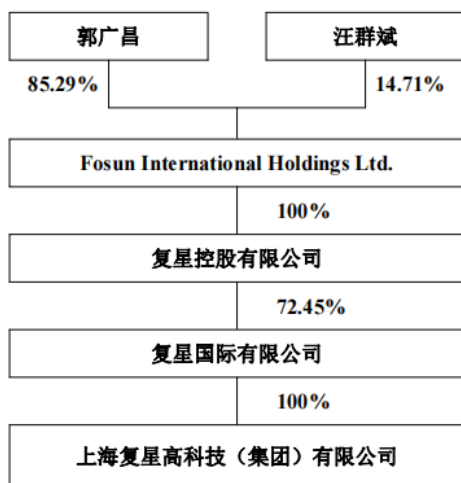 郭广昌
汪群斌
85.29%
14.71%
Fosun International Holdings Ltd.
100%
复星控股有限公司
72.45%
复星国际有限公司
100%
上海复星高科技（集团）有限公司